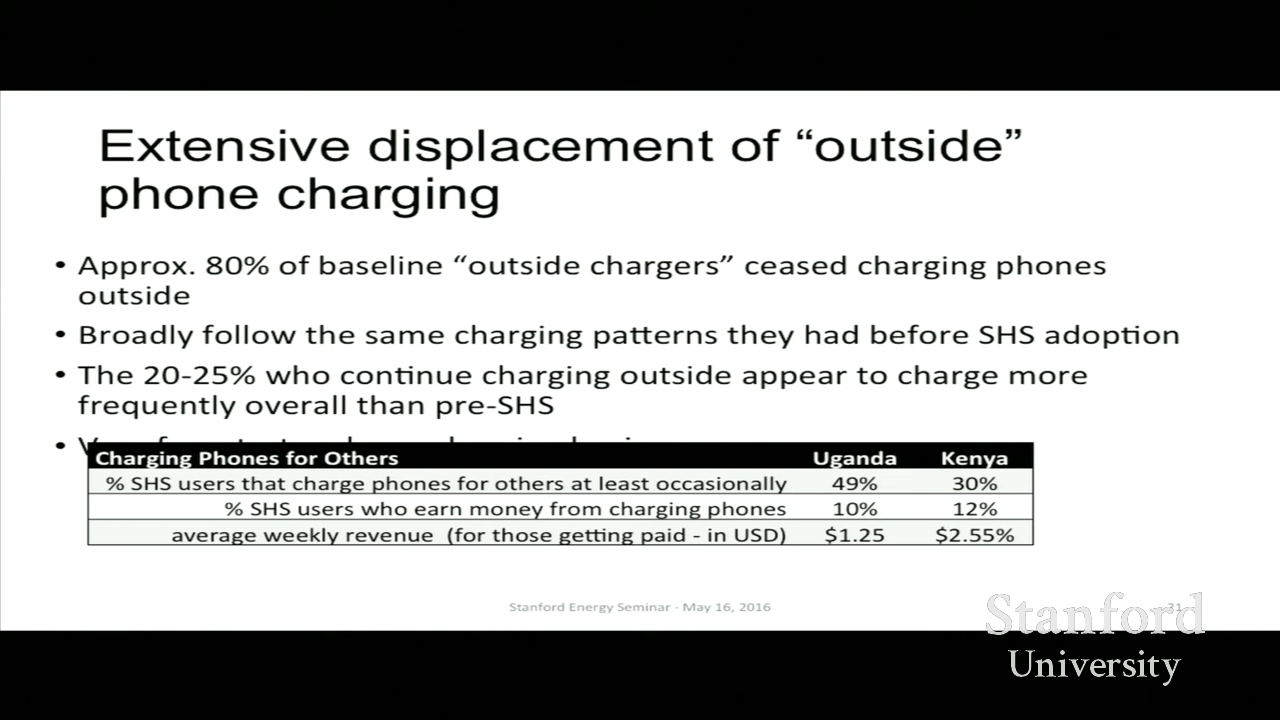 Extensive displacement of “outside”
phone charging
• Approx. 80% of baseline “outside chargers” ceased charging phones
outside
• Broadly follow the same charging patterns they had before SHS adoption
• The 20-25% who continue charging outside appear to charge more
frequently overall than pre-SHS
•
Charging Phones for Others Uganda Kenya
% SHS users that charge phones for others at least occasionally 49% 30%
% SHS users who earn money from charging phones 10% 12%
average weekly revenue (for those getting paid - in USD) $1.25 $2.55%
Stanford Energy Seminar - May 16, 2016
31
Stanford
University